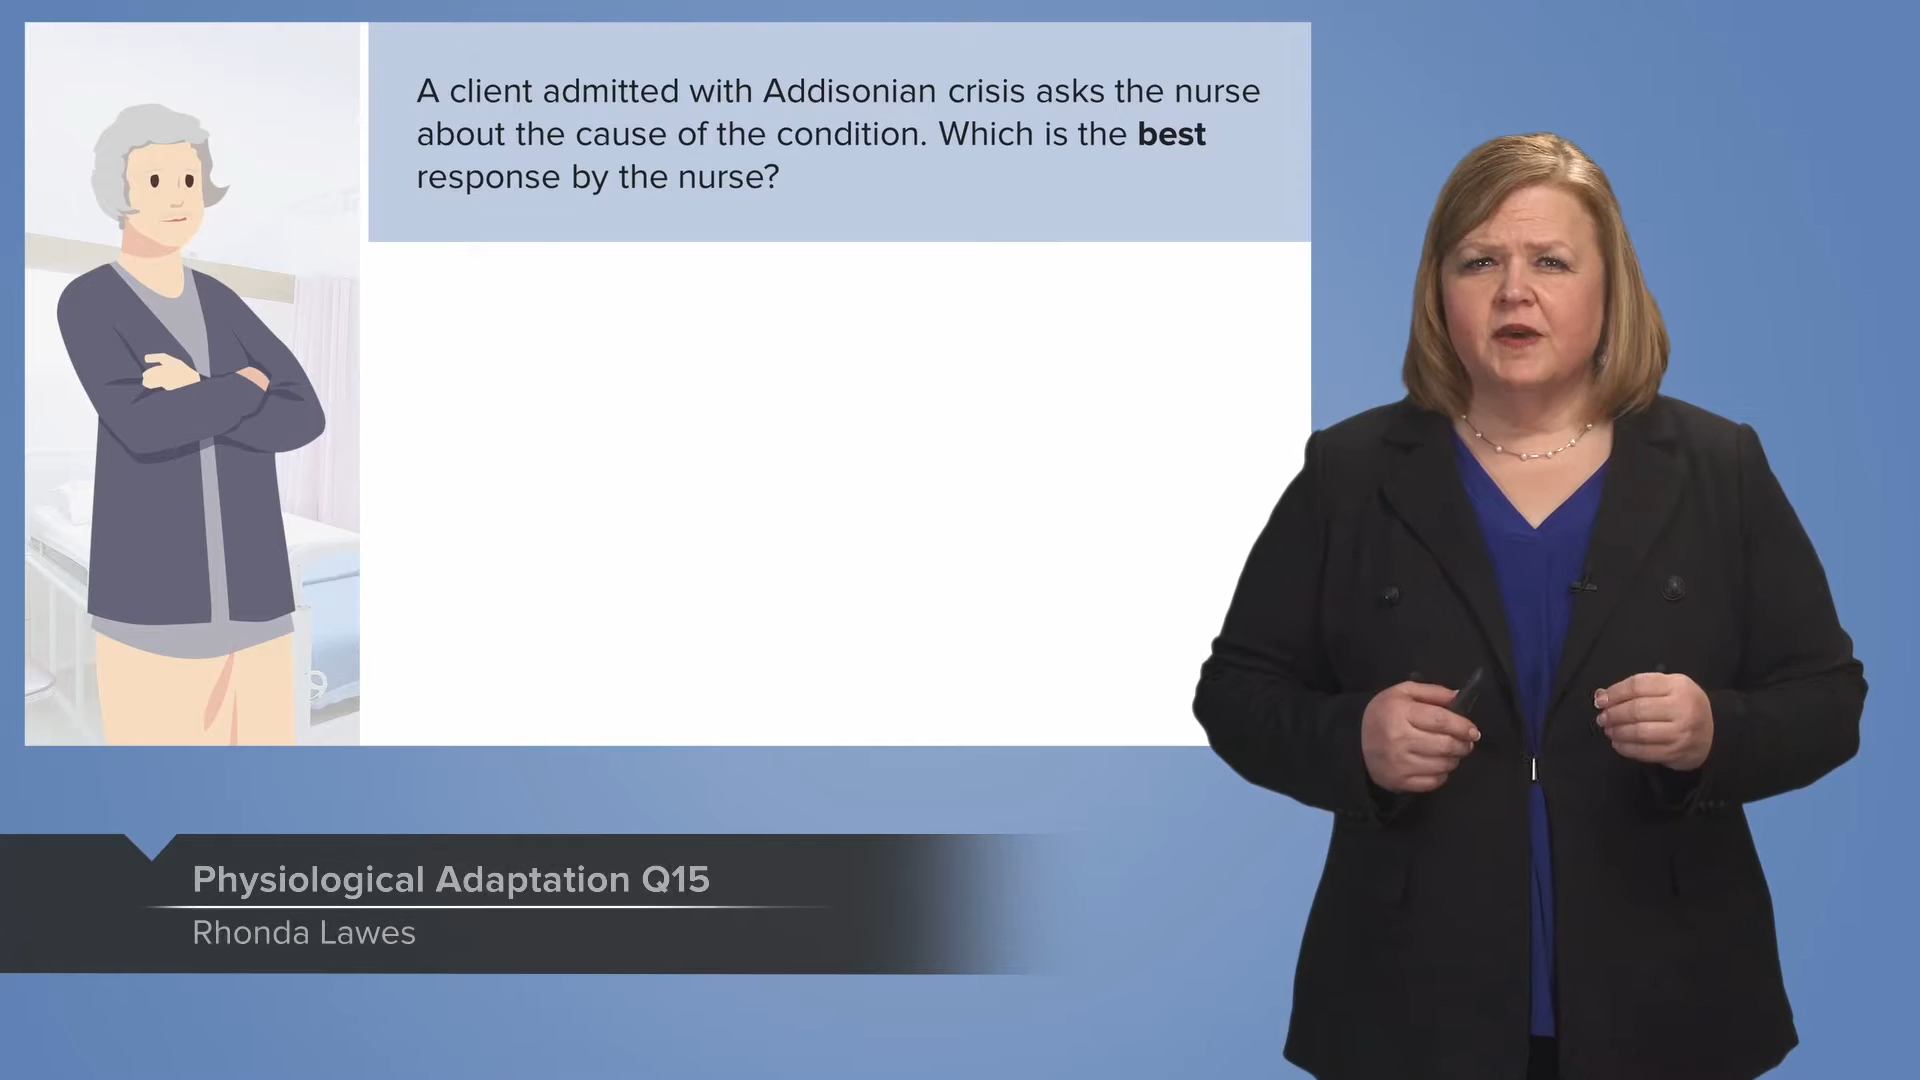 A client admitted with Addisonian crisis asks the nurse
about the cause of the condition. Which is the best
response by the nurse?
Physiological Adaptation Q15
Rhonda Lawes